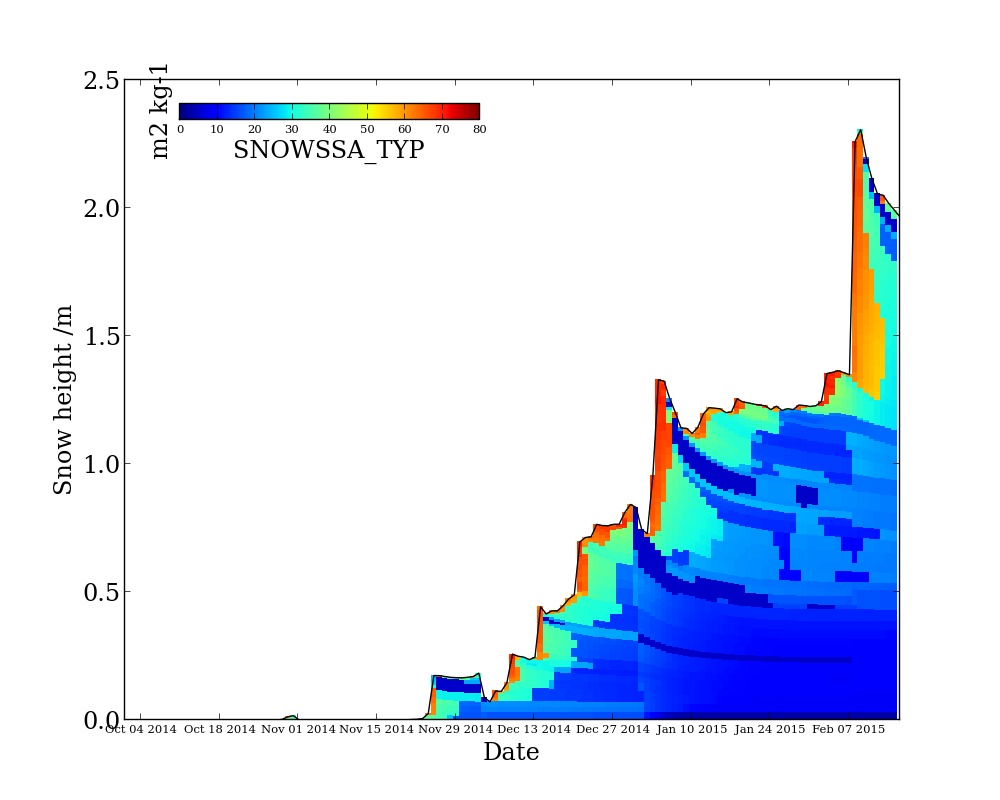 2.5
m2 kg-1
0 10 20 30 40 50 60 70 80
SNOWSSA_TYP
2.0
1.5
Snow height /m
1.0
0.5
0.0
Oct 04 2014 Oct 18 2014 Nov 01 2014 Nov 15 2014 Nov 29 2014 Dec 13 2014 Dec 27 2014 Jan 10 2015 Jan 24 2015 Feb 07 2015
Date